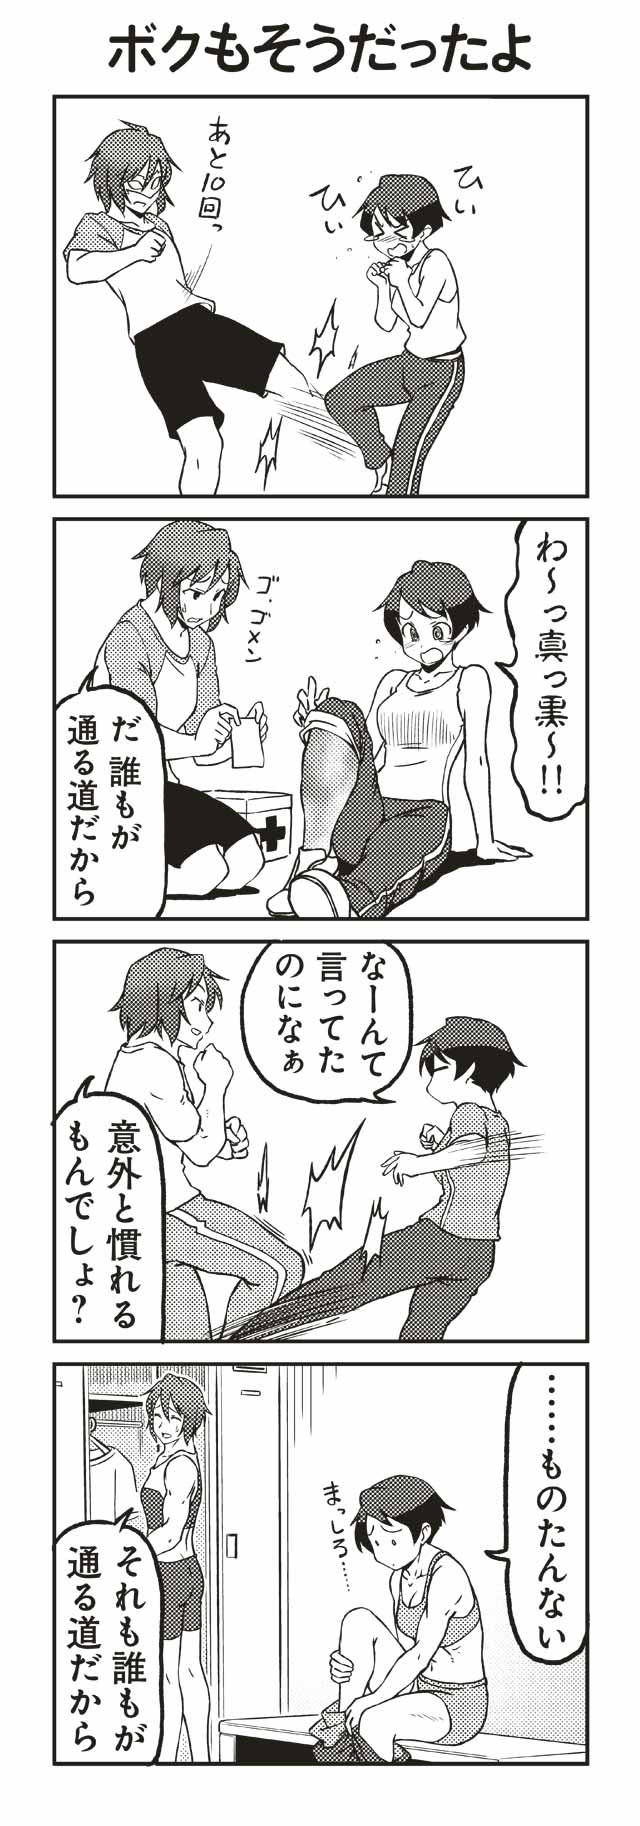 ボクもそうだったよ
ひぃ
ひぃ
あと10回っ
わ～っ真っ黒～!!
ゴ、ゴメン
だ 誰もが
通る道だから
なーんて
言ってた
のになぁ
意外と慣れる
もんでしょ？
………ものたんない
まっしろ……
それも誰もが
通る道だから